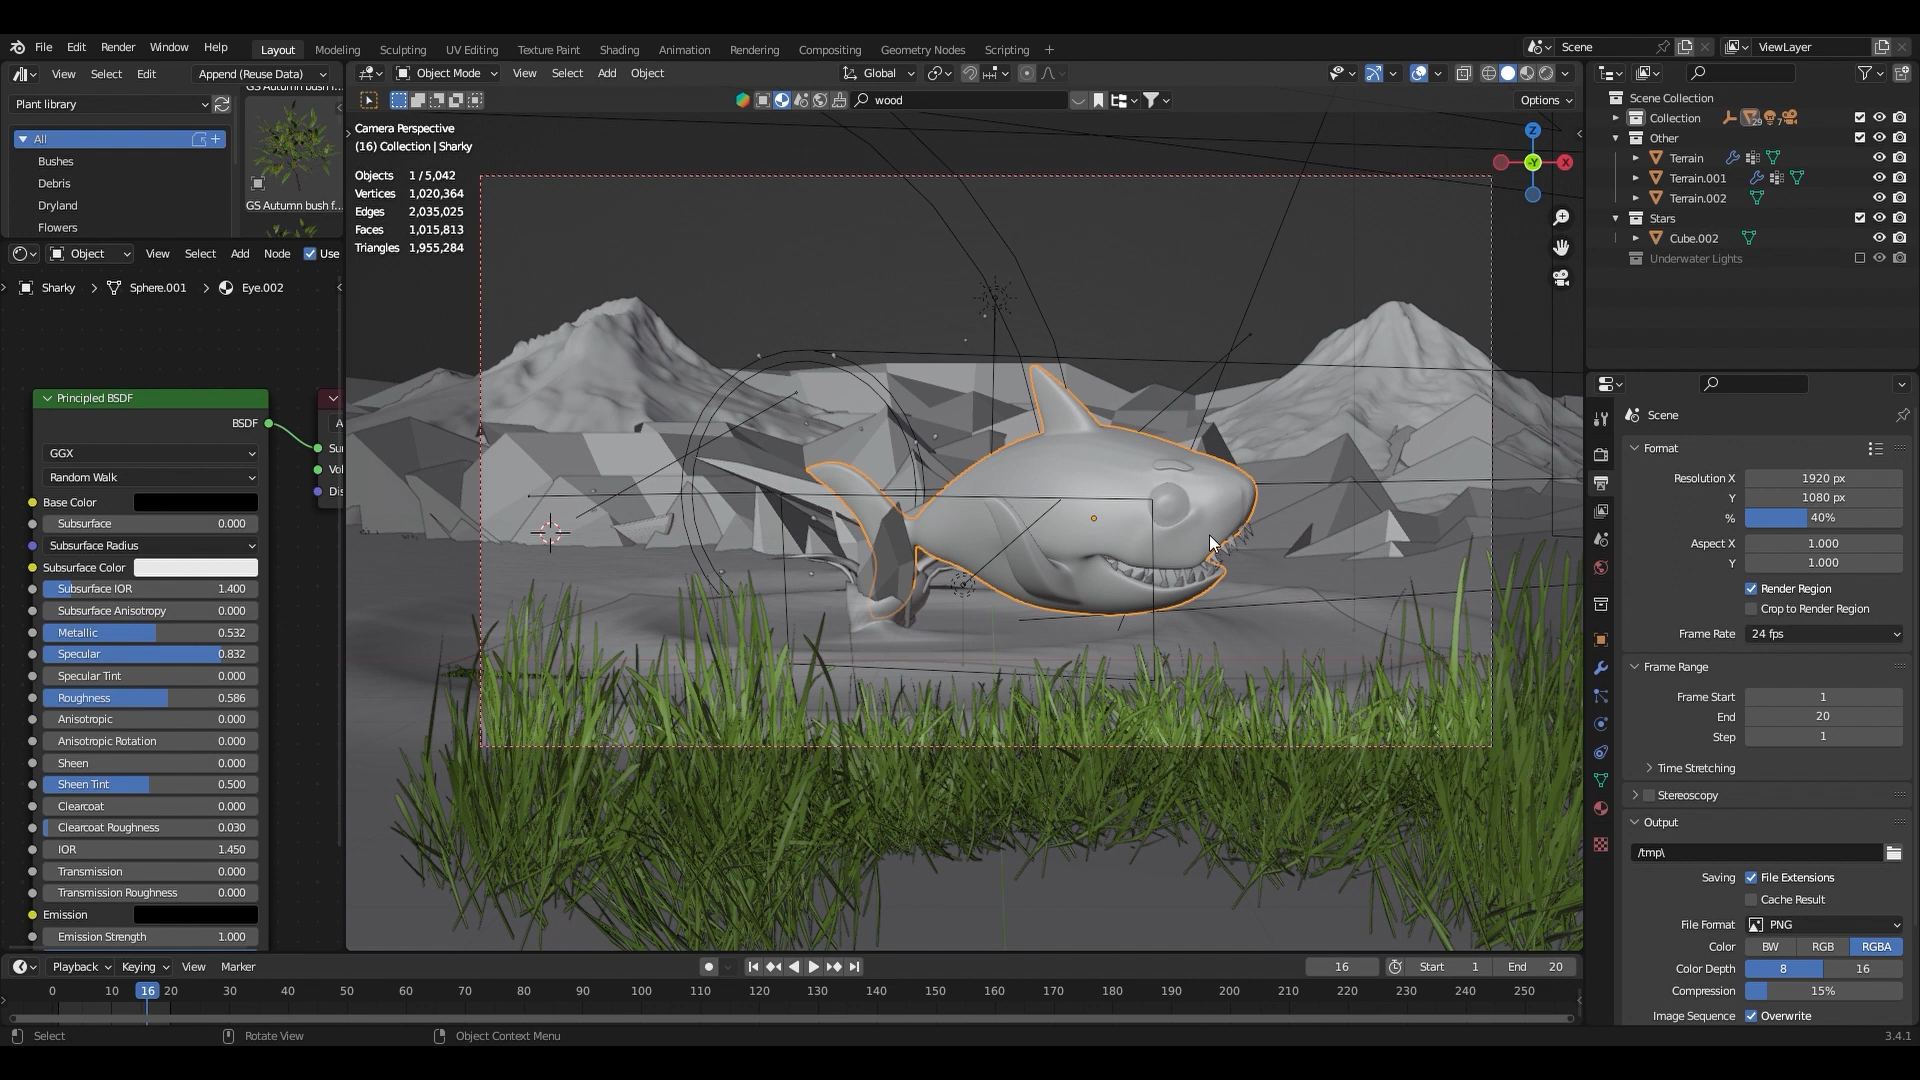 File Edit Render Window Help
Layout Modeling Sculpting UV Editing Texture Paint Shading Animation Rendering Compositing Geometry Nodes Scripting +
Scene
ViewLayer
View Select Edit
Append (Reuse Data)
Plant library
GS Autumn bush f...
All
Bushes
Debris
Dryland
Flowers
GS Autumn bush f...
Object
View Select Add Node
Use
Sharky > Sphere.001 > Eye.002
Principled BSDF
BSDF
GGX
Random Walk
Base Color
Subsurface 0.000
Subsurface Radius
Subsurface Color
Subsurface IOR 1.400
Subsurface Anisotropy 0.000
Metallic 0.532
Specular 0.832
Specular Tint 0.000
Roughness 0.586
Anisotropic 0.000
Anisotropic Rotation 0.000
Sheen 0.000
Sheen Tint 0.500
Clearcoat 0.000
Clearcoat Roughness 0.030
IOR 1.450
Transmission 0.000
Transmission Roughness 0.000
Emission
Emission Strength 1.000
A
Sur
Vol
Dis
Object Mode
View Select Add Object
Global
wood
Options
Camera Perspective
(16) Collection | Sharky
Objects 1 / 5,042
Vertices 1,020,364
Edges 2,035,025
Faces 1,015,813
Triangles 1,955,284
Z
-Y
X
Scene Collection
Collection 29 7
Other
Terrain
Terrain.001
Terrain.002
Stars
Cube.002
Underwater Lights
Scene
Format
Resolution X 1920 px
Y 1080 px
% 40%
Aspect X 1.000
Y 1.000
Render Region
Crop to Render Region
Frame Rate 24 fps
Frame Range
Frame Start 1
End 20
Step 1
Time Stretching
Stereoscopy
Output
/tmp\
Saving File Extensions
Cache Result
File Format PNG
Color BW RGB RGBA
Color Depth 8 16
Compression 15%
Image Sequence Overwrite
Playback Keying View Marker
16
Start 1
End 20
0 10 16 20 30 40 50 60 70 80 90 100 110 120 130 140 150 160 170 180 190 200 210 220 230 240 250
Select
Rotate View
Object Context Menu
3.4.1